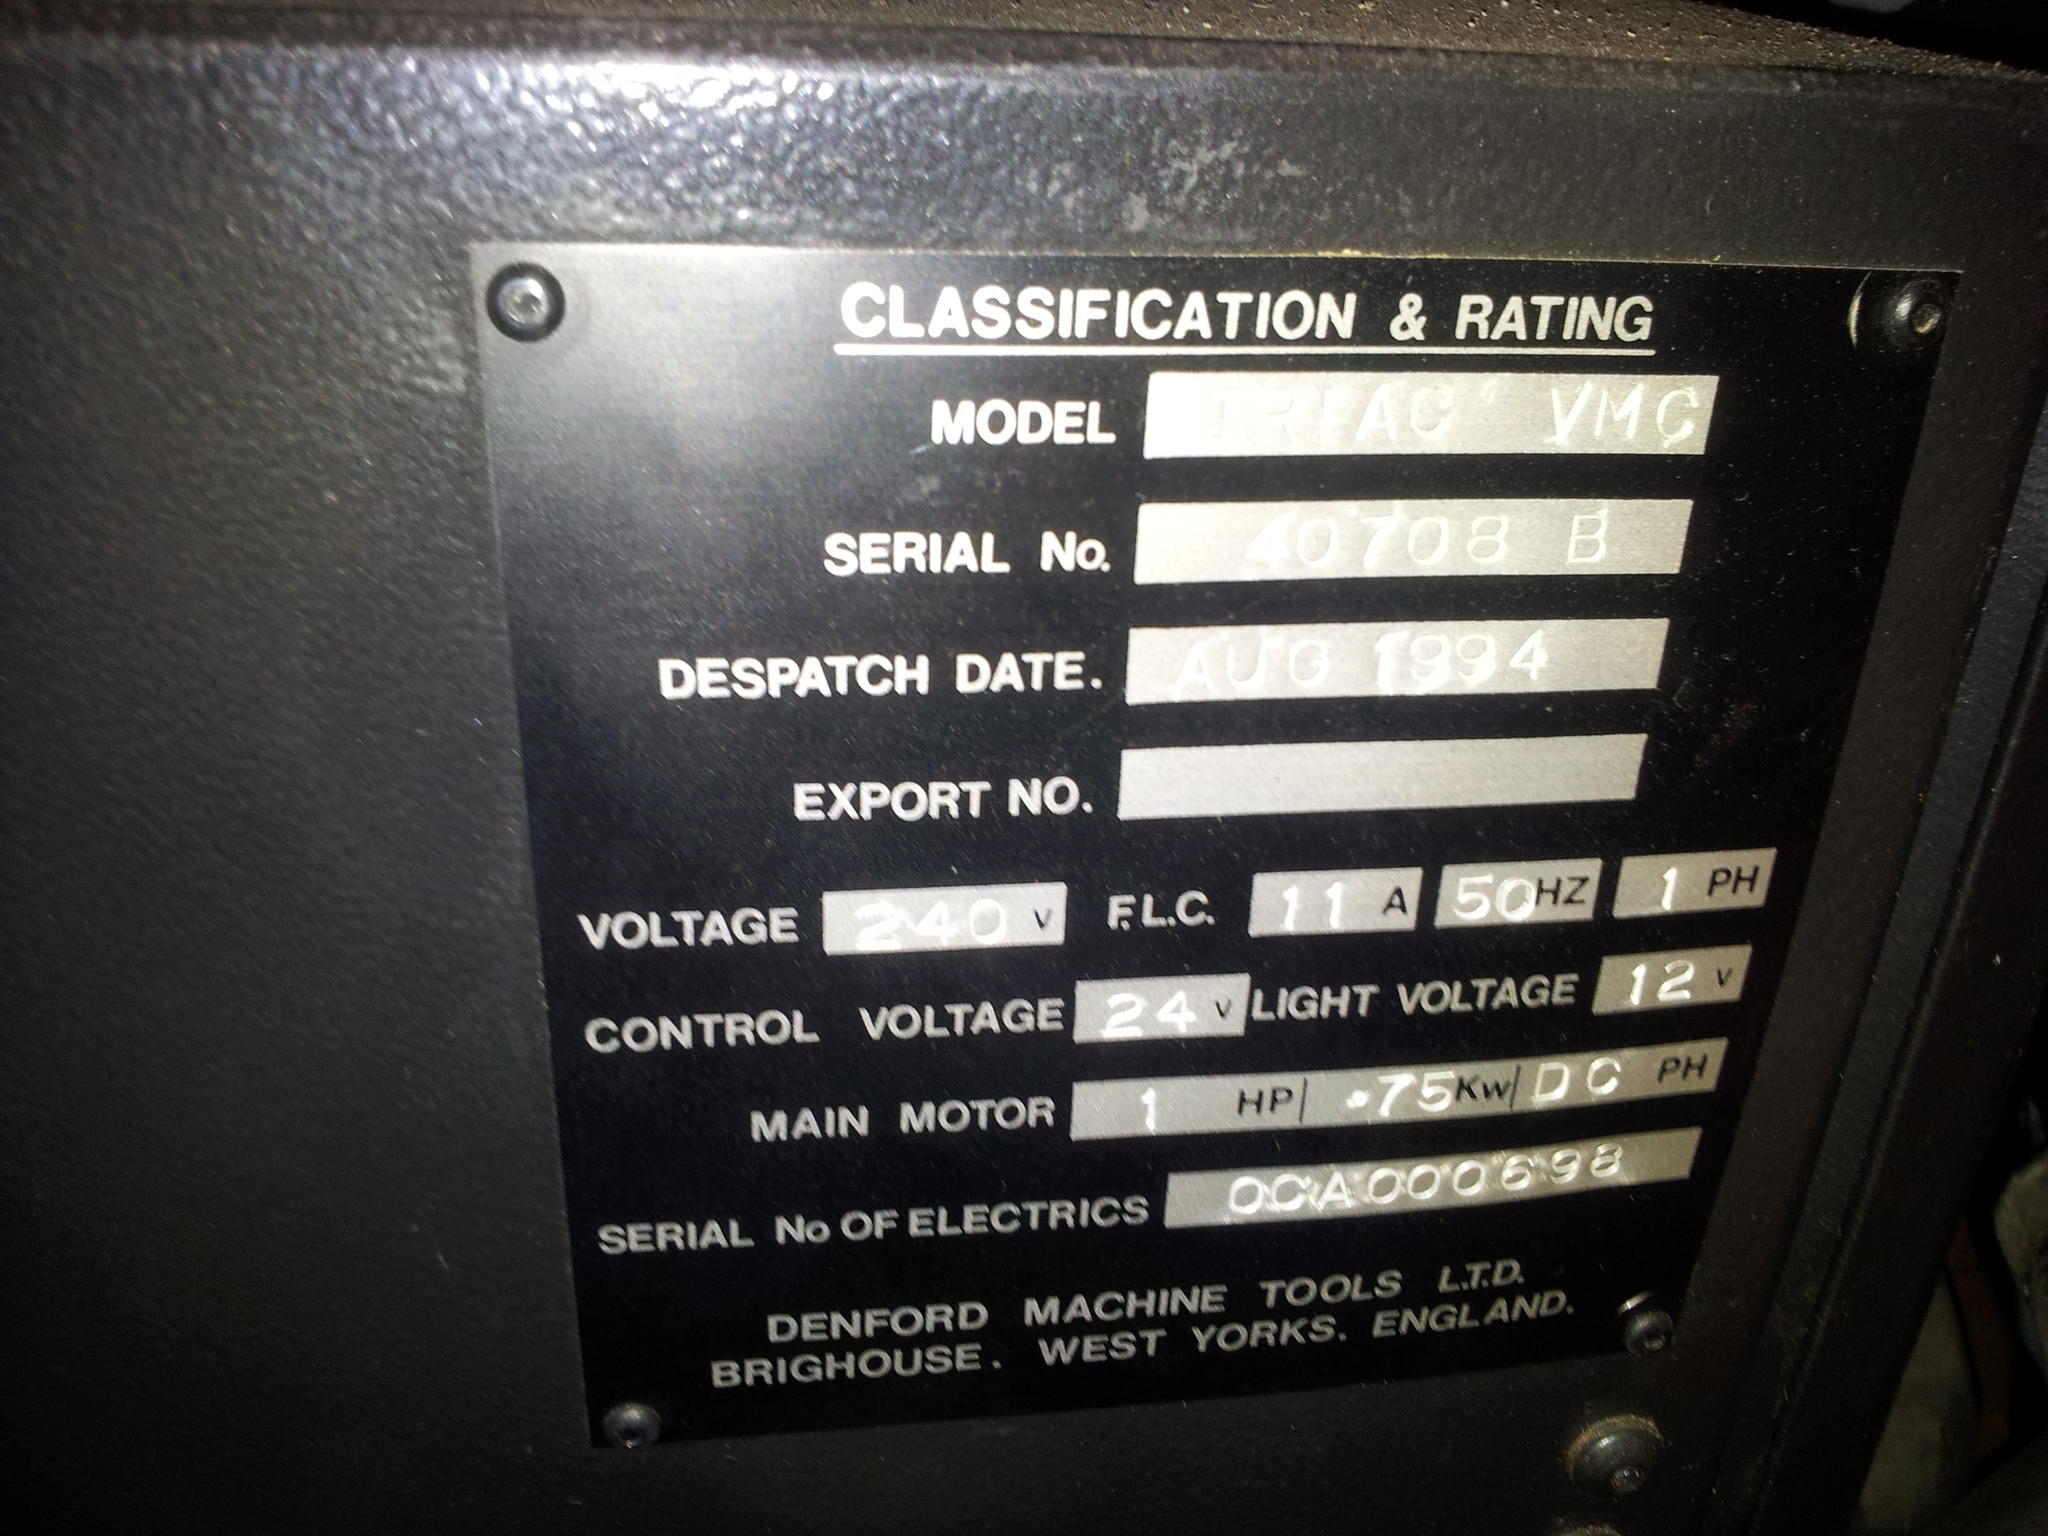 CLASSIFICATION & RATING
MODEL TRIAC VMC
SERIAL No. 40708 B
DESPATCH DATE. AUG 1994
EXPORT NO.
VOLTAGE 240 V F.L.C. 11 A 50 HZ 1 PH
CONTROL VOLTAGE 24 V LIGHT VOLTAGE 12 V
MAIN MOTOR 1 HP/ .75 Kw/ DC PH
SERIAL No OF ELECTRICS OCA000698
DENFORD MACHINE TOOLS L.T.D.
BRIGHOUSE. WEST YORKS. ENGLAND.